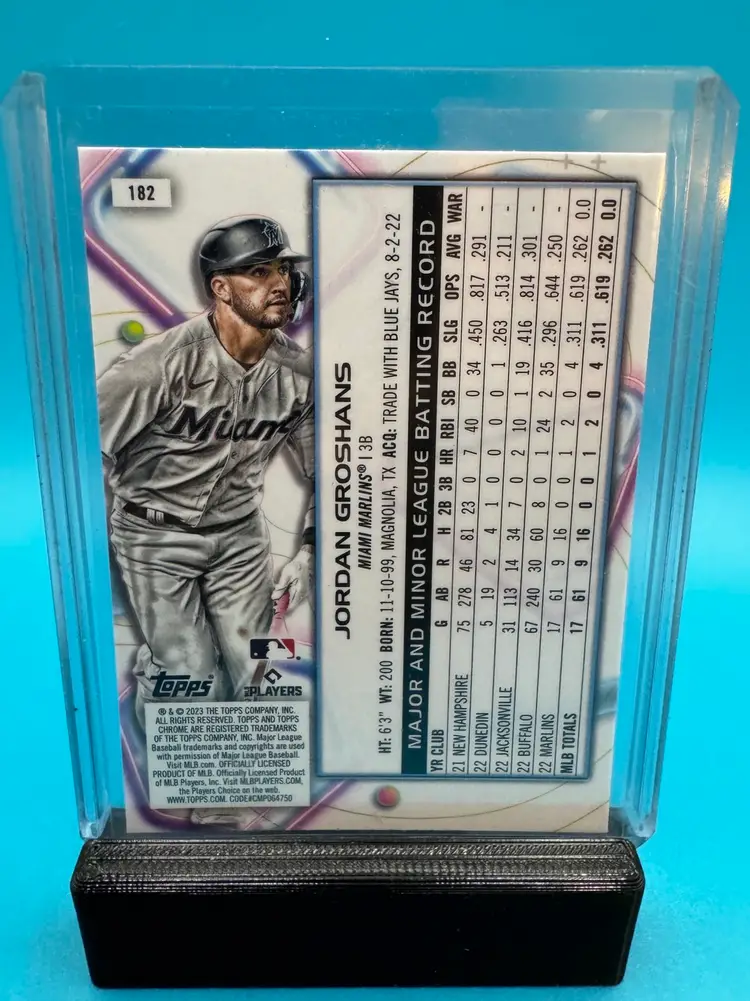 182
Miami
Topps
MLB PLAYERS
® & © 2023 THE TOPPS COMPANY, INC.
ALL RIGHTS RESERVED. TOPPS AND TOPPS
CHROME ARE REGISTERED TRADEMARKS
OF THE TOPPS COMPANY, INC. Major League
Baseball trademarks and copyrights are used
with permission of Major League Baseball.
Visit MLB.com. OFFICIALLY LICENSED
PRODUCT OF MLB. Officially Licensed Product
of MLB Players, Inc. Visit MLBPLAYERS.COM,
the Players Choice on the web.
WWW.TOPPS.COM. CODE#CMP064750
JORDAN GROSHANS
MIAMI MARLINS® | 3B
HT: 6'3" WT: 200 BORN: 11-10-99, MAGNOLIA, TX ACQ: TRADE WITH BLUE JAYS, 8-2-22
MAJOR AND MINOR LEAGUE BATTING RECORD
YR CLUB G AB R H 2B 3B HR RBI SB BB SLG OPS AVG WAR
21 NEW HAMPSHIRE 75 278 46 81 23 0 7 40 0 34 .450 .817 .291 -
22 DUNEDIN 5 19 2 4 1 0 0 0 0 1 .263 .513 .211 -
22 JACKSONVILLE 31 113 14 34 7 0 2 10 1 19 .416 .814 .301 -
22 BUFFALO 67 240 30 60 8 0 1 24 2 35 .296 .644 .250 -
22 MARLINS 17 61 9 16 0 0 1 2 0 4 .311 .619 .262 0.0
MLB TOTALS 17 61 9 16 0 0 1 2 0 4 .311 .619 .262 0.0